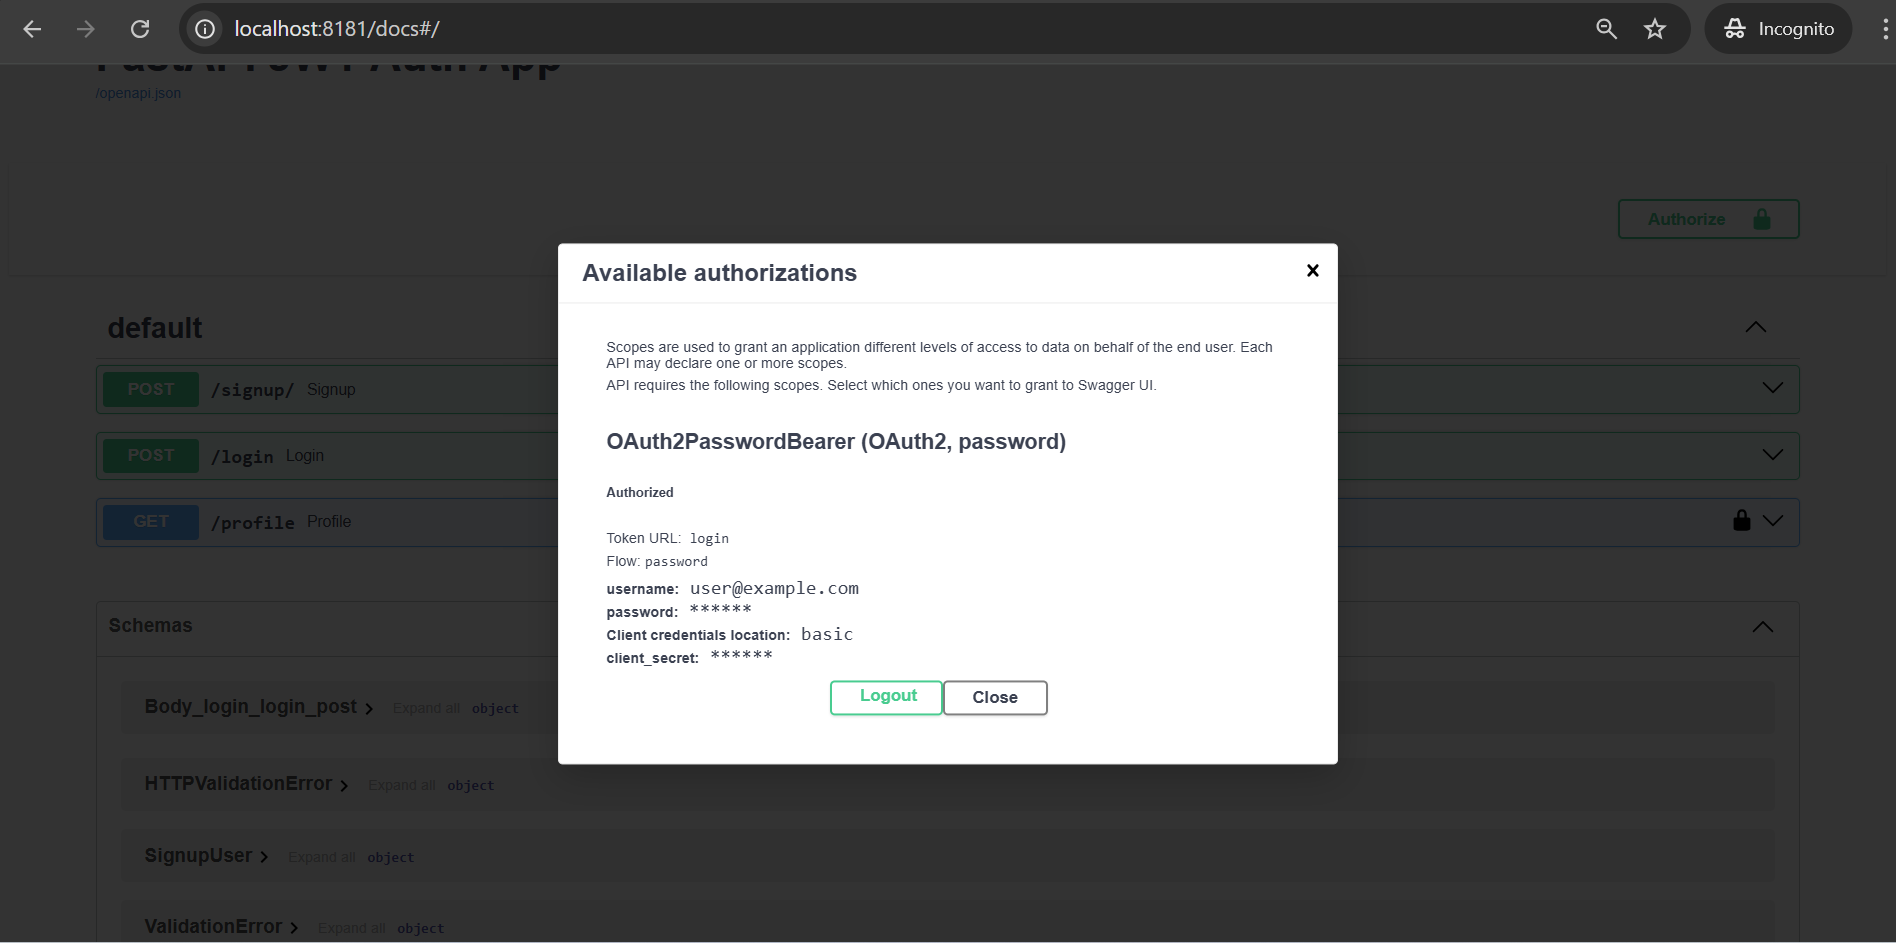 localhost:8181/docs#/
Incognito
/openapi.json
Authorize
Available authorizations
Scopes are used to grant an application different levels of access to data on behalf of the end user. Each
API may declare one or more scopes.
API requires the following scopes. Select which ones you want to grant to Swagger UI.
OAuth2PasswordBearer (OAuth2, password)
Authorized
Token URL: login
Flow: password
username: user@example.com
password: ******
Client credentials location: basic
client_secret: ******
Logout
Close
default
POST /signup/ Signup
POST /login Login
GET /profile Profile
Schemas
Body_login_login_post Expand all object
HTTPValidationError Expand all object
SignupUser Expand all object
ValidationError Expand all object